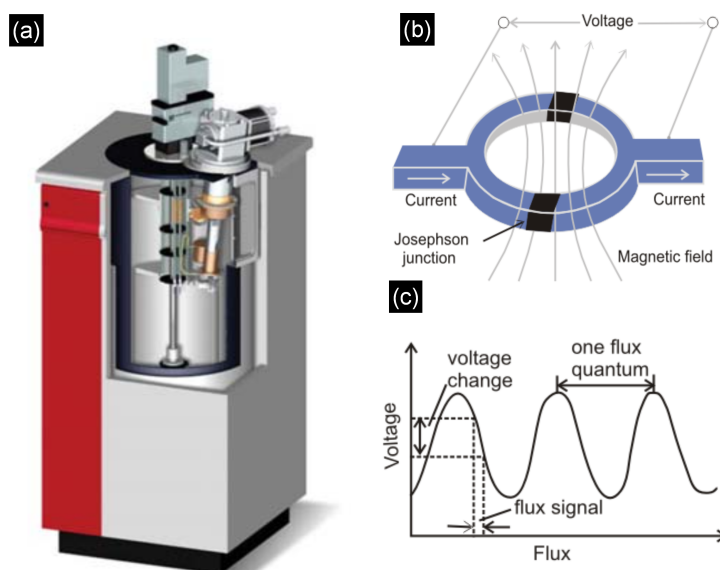 (a)
(b)
Voltage
Current
Current
Josephson
junction
Magnetic field
(c)
voltage
change
one flux
quantum
Voltage
flux signal
Flux